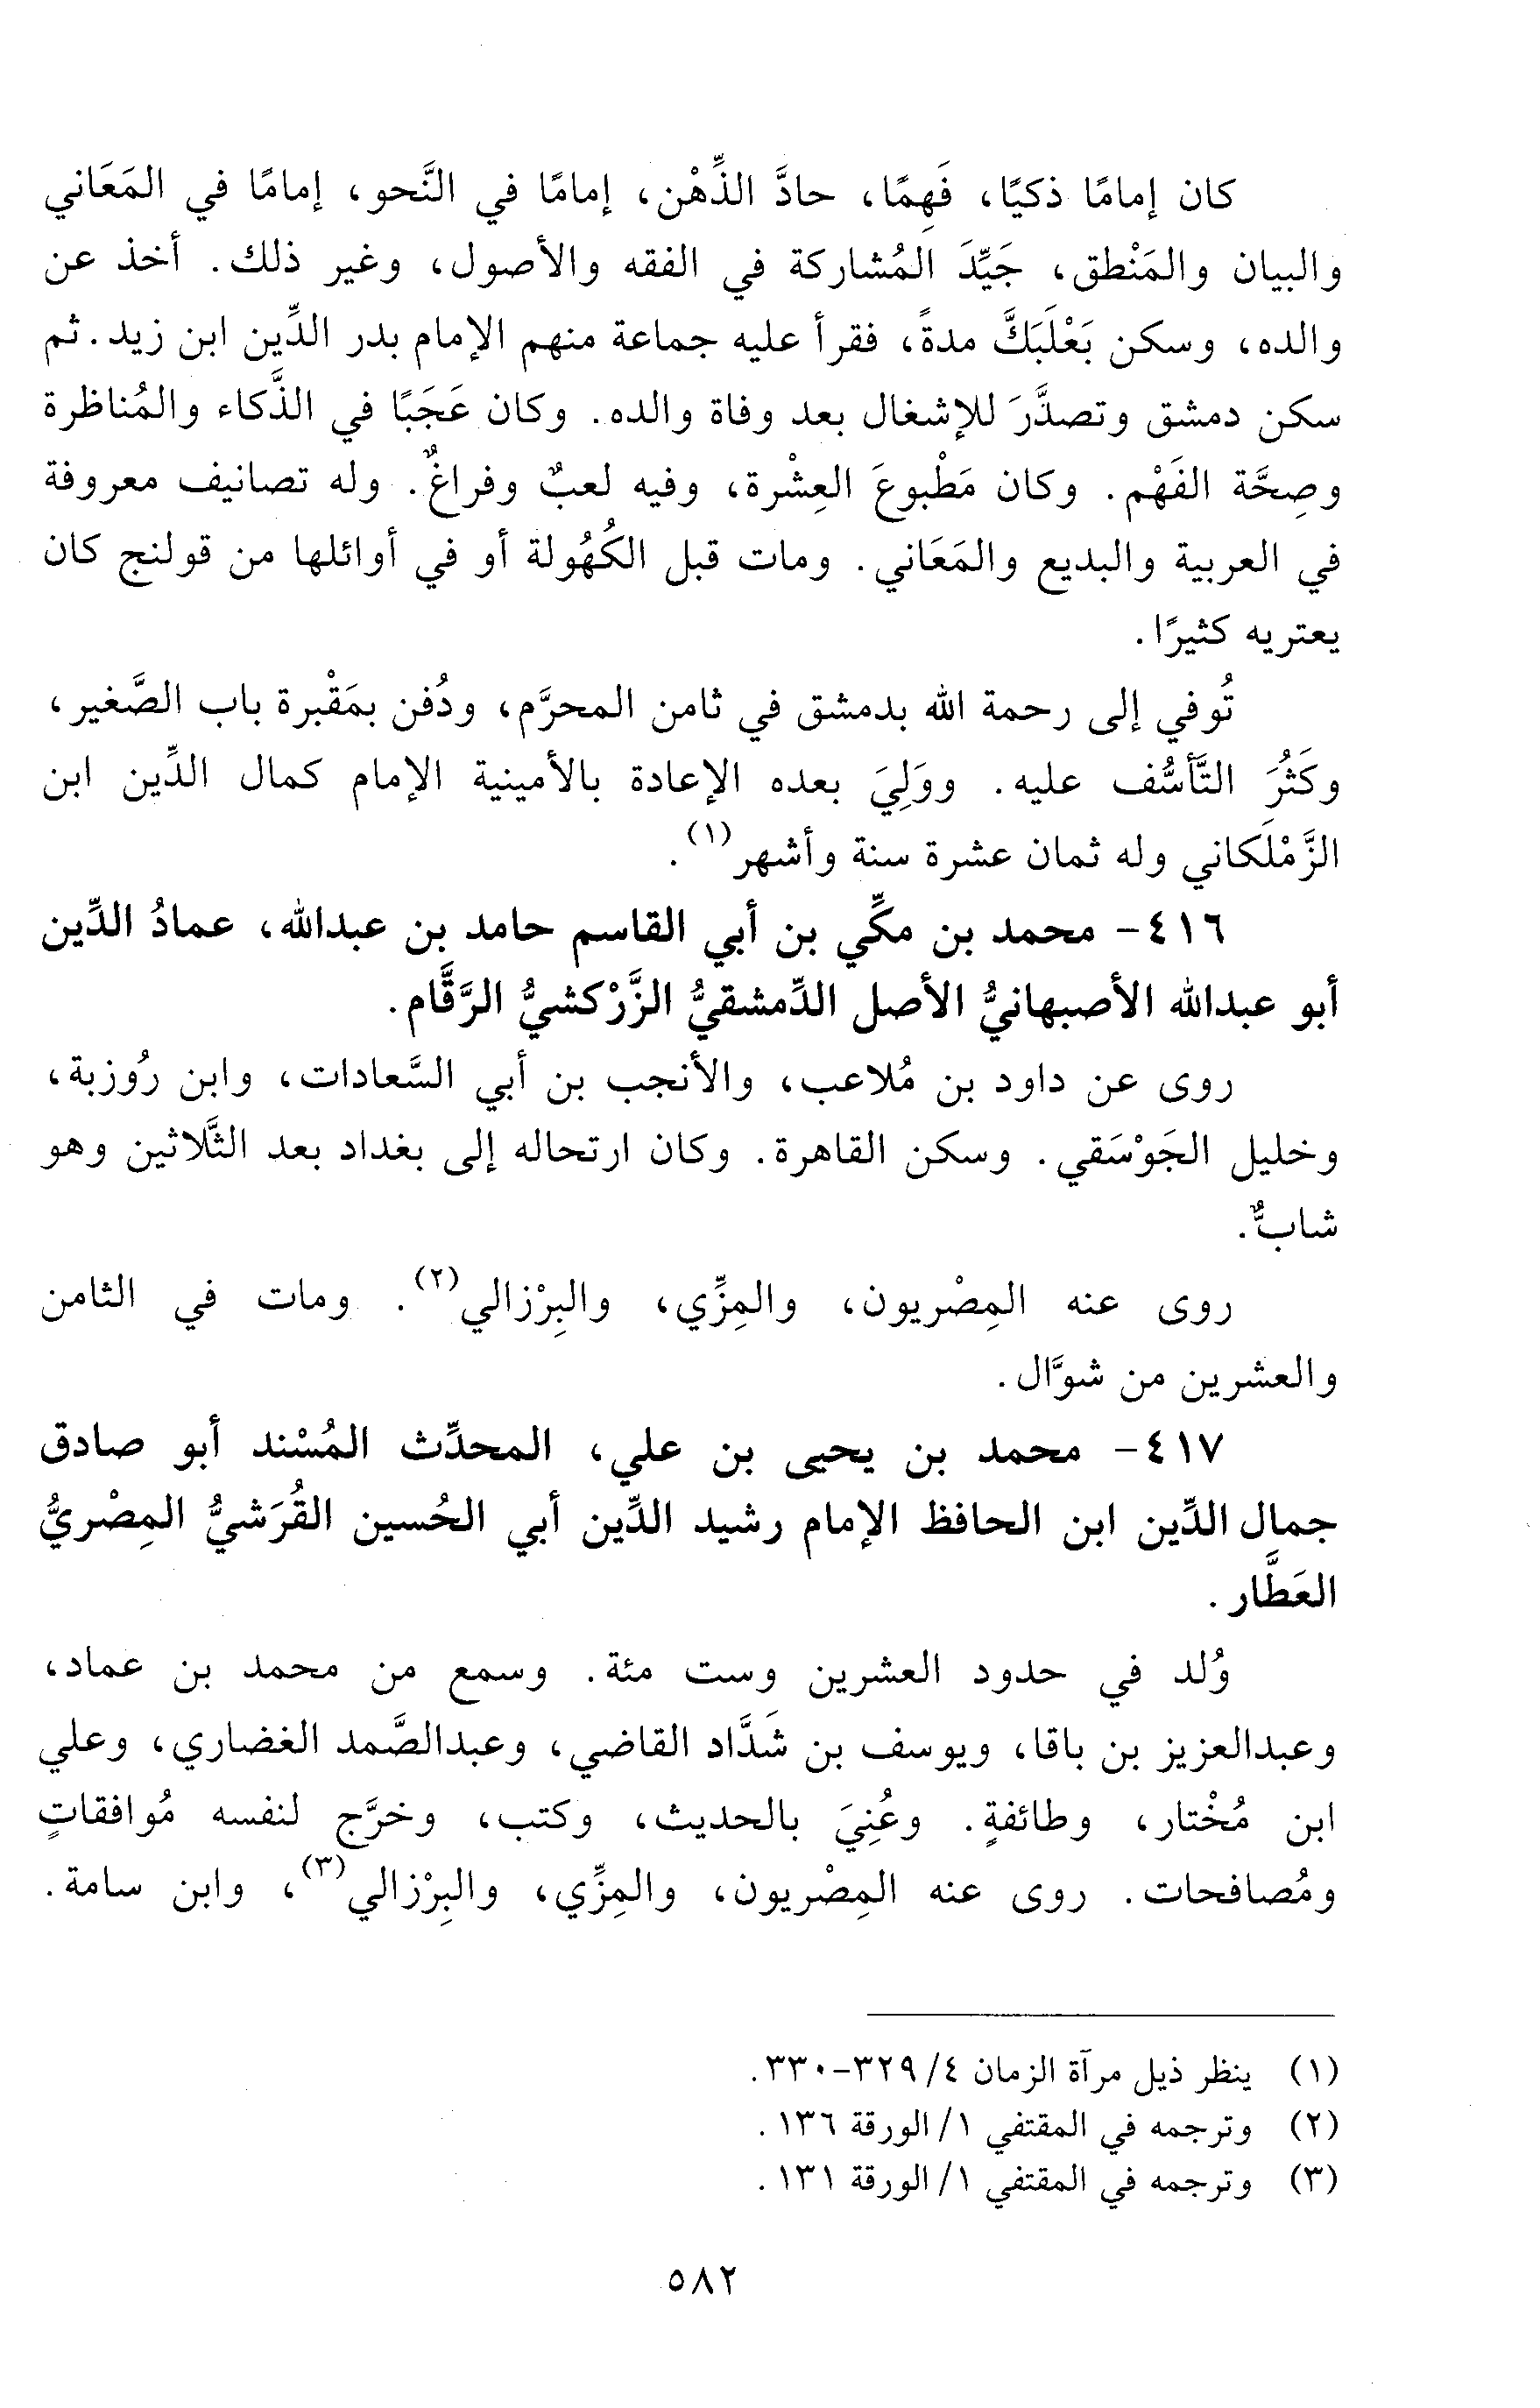 كان إمامًا ذكيًا، فَهِمًا، حادَّ الذِّهْن، إمامًا في النَّحو، إمامًا في المَعَاني
والبيان والمَنْطق، جَيِّدَ المُشاركة في الفقه والأصول، وغير ذلك. أخذ عن
والده، وسكن بَعْلَبَكَّ مدةً، فقرأ عليه جماعة منهم الإمام بدر الدِّين ابن زيد. ثم
سكن دمشق وتصدَّرَ للإشغال بعد وفاة والده. وكان عَجَبًا في الذَّكاء والمُناظرة
وصِحَّة الفَهْم. وكان مَطْبوعَ العِشْرة، وفيه لعبٌ وفراغٌ. وله تصانيف معروفة
في العربية والبديع والمَعَاني. ومات قبل الكُهُولة أو في أوائلها من قولنج كان
يعتريه كثيرًا.
تُوفي إلى رحمة الله بدمشق في ثامن المحرَّم، ودُفن بمَقْبرة باب الصَّغير،
وكَثُرَ التَّأسُّف عليه. ووَلِيَ بعده الإعادة بالأمينية الإمام كمال الدِّين ابن
الزَّمْلَكاني وله ثمان عشرة سنة وأشهر(١).
٤١٦- محمد بن مكِّي بن أبي القاسم حامد بن عبدالله، عمادُ الدِّين
أبو عبدالله الأصبهانيُّ الأصل الدِّمشقيُّ الزَّرْكشيُّ الرَّقَّام.
روى عن داود بن مُلاعب، والأنجب بن أبي السَّعادات، وابن رُوزبة،
وخليل الجَوْسَقي. وسكن القاهرة. وكان ارتحاله إلى بغداد بعد الثَّلاثين وهو
شابٌّ.
روى عنه المِصْريون، والمِزِّي، والبِرْزالي(٢). ومات في الثامن
والعشرين من شوَّال.
٤١٧- محمد بن يحيى بن علي، المحدِّث المُسْند أبو صادق
جمال الدِّين ابن الحافظ الإمام رشيد الدِّين أبي الحُسين القُرَشيُّ المِصْريُّ
العَطَّار.
وُلد في حدود العشرين وست مئة. وسمع من محمد بن عماد،
وعبدالعزيز بن باقا، ويوسف بن شَدَّاد القاضي، وعبدالصَّمد الغضاري، وعلي
ابن مُخْتار، وطائفةٍ. وعُنِيَ بالحديث، وكتب، وخرَّج لنفسه مُوافقاتٍ
ومُصافحات. روى عنه المِصْريون، والمِزِّي، والبِرْزالي(٣)، وابن سامة.
(١) ينظر ذيل مرآة الزمان ٤/ ٣٢٩-٣٣٠.
(٢) وترجمه في المقتفي ١/ الورقة ١٣٦.
(٣) وترجمه في المقتفي ١/ الورقة ١٣١.
٥٨٢